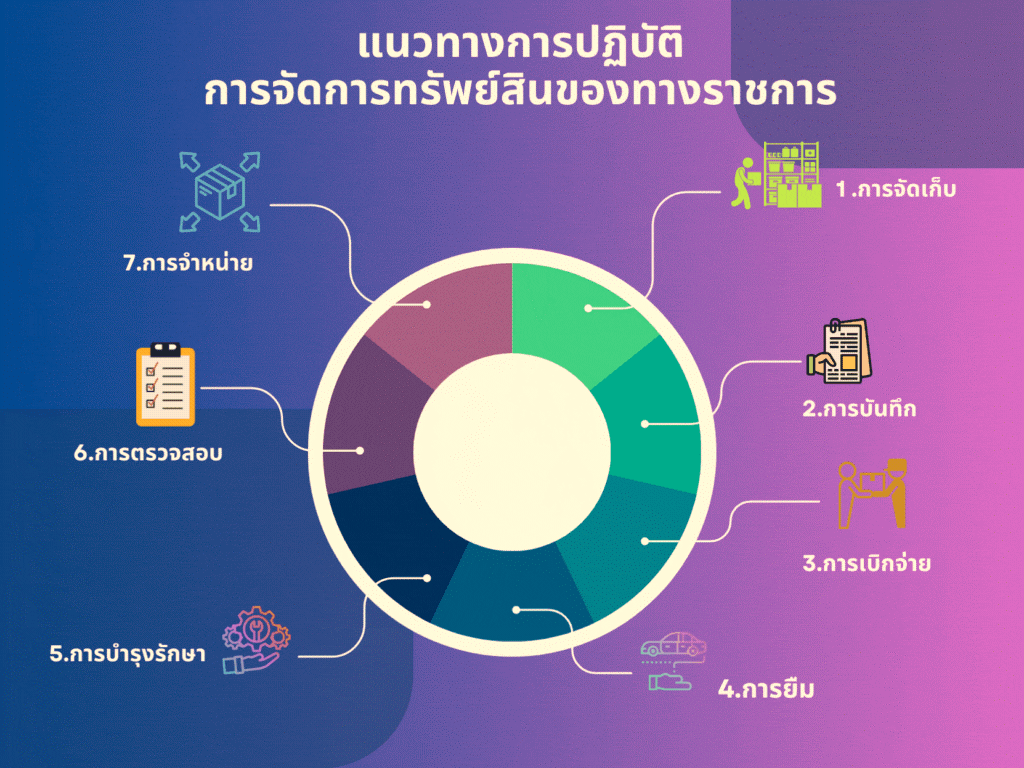 แนวทางการปฏิบัติ
การจัดการทรัพย์สินของทางราชการ
1.การจัดเก็บ
2.การบันทึก
3.การเบิกจ่าย
4.การยืม
5.การบำรุงรักษา
6.การตรวจสอบ
7.การจำหน่าย